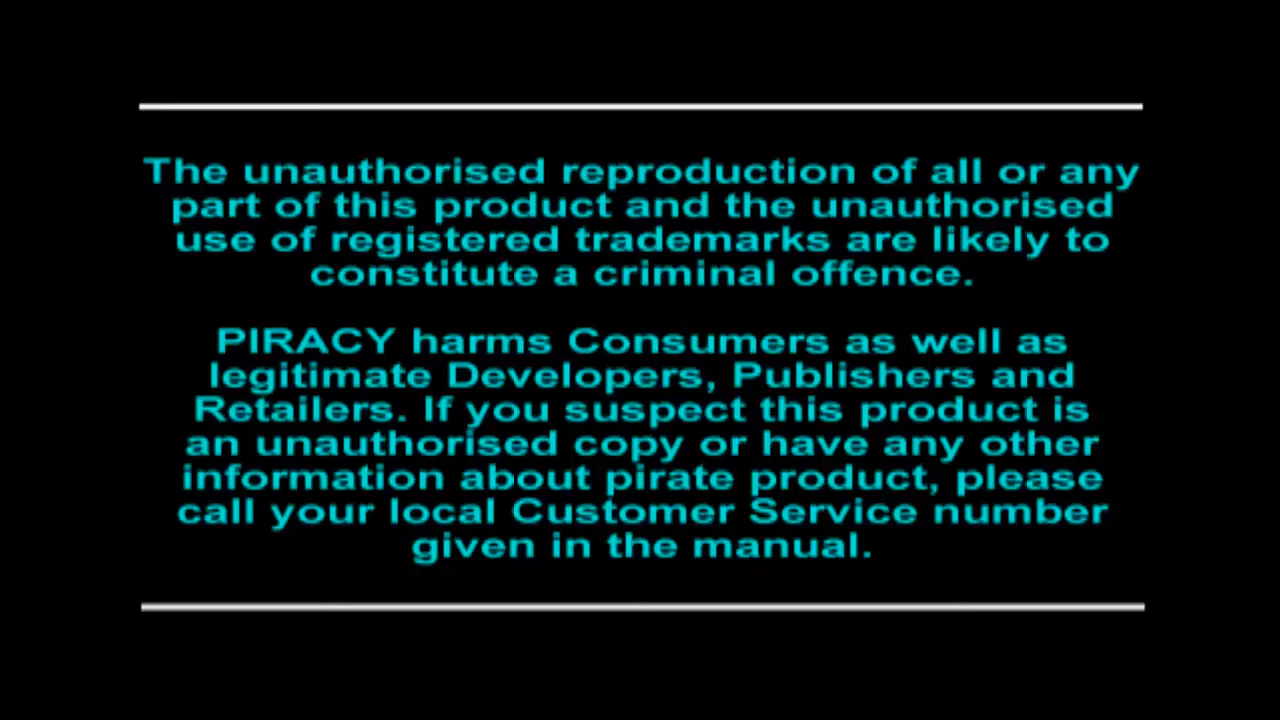 The unauthorised reproduction of all or any
part of this product and the unauthorised
use of registered trademarks are likely to
constitute a criminal offence.
PIRACY harms Consumers as well as
legitimate Developers, Publishers and
Retailers. If you suspect this product is
an unauthorised copy or have any other
information about pirate product, please
call your local Customer Service number
given in the manual.